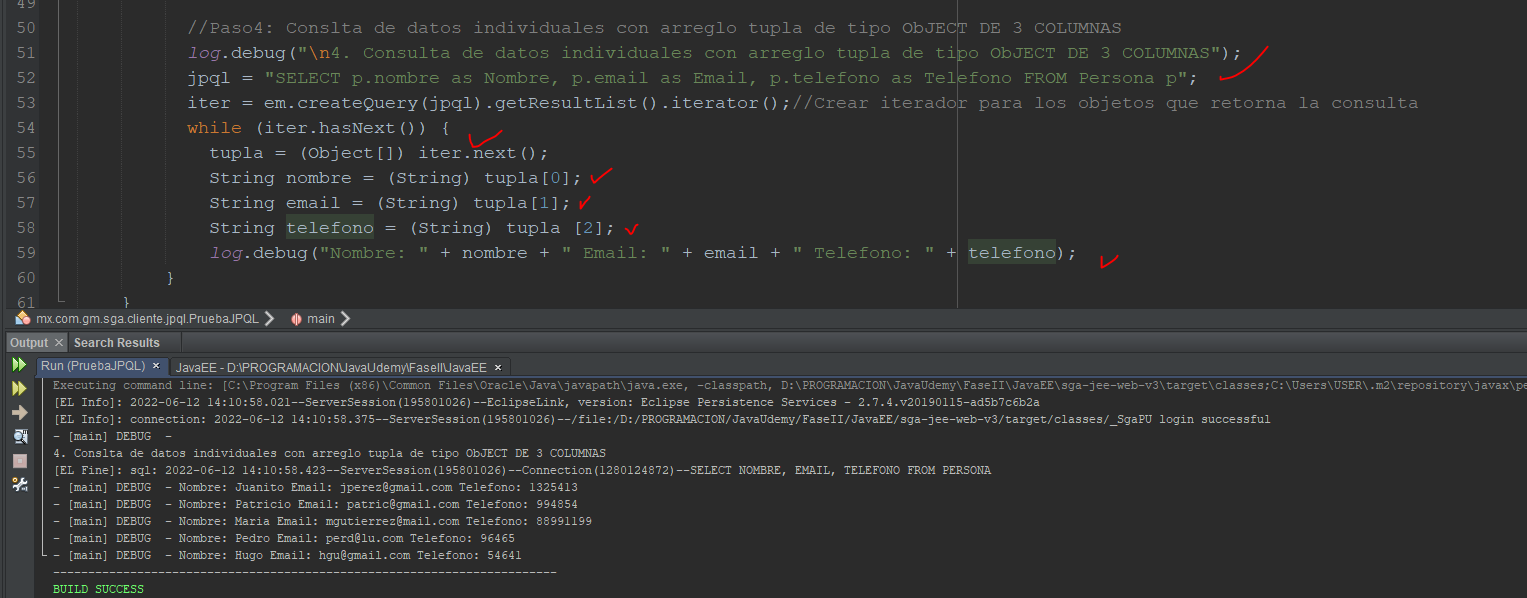 49
50 //Paso4: Conslta de datos individuales con arreglo tupla de tipo ObJECT DE 3 COLUMNAS
51 log.debug("\n4. Consulta de datos individuales con arreglo tupla de tipo ObJECT DE 3 COLUMNAS");
52 jpql = "SELECT p.nombre as Nombre, p.email as Email, p.telefono as Telefono FROM Persona p";
53 iter = em.createQuery(jpql).getResultList().iterator();//Crear iterador para los objetos que retorna la consulta
54 while (iter.hasNext()) {
55 tupla = (Object[]) iter.next();
56 String nombre = (String) tupla[0];
57 String email = (String) tupla[1];
58 String telefono = (String) tupla [2];
59 log.debug("Nombre: " + nombre + " Email: " + email + " Telefono: " + telefono);
60 }
61 }
mx.com.gm.sga.cliente.jpql.PruebaJPQL main
Output × Search Results
Run (PruebaJPQL) × JavaEE - D:\PROGRAMACION\JavaUdemy\FaseII\JavaEE ×
Executing command line: [C:\Program Files (x86)\Common Files\Oracle\Java\javapath\java.exe, -classpath, D:\PROGRAMACION\JavaUdemy\FaseII\JavaEE\sga-jee-web-v3\target\classes;C:\Users\USER\.m2\repository\javax\pe
[EL Info]: 2022-06-12 14:10:58.021--ServerSession(195801026)--EclipseLink, version: Eclipse Persistence Services - 2.7.4.v20190115-ad5b7c6b2a
[EL Info]: connection: 2022-06-12 14:10:58.375--ServerSession(195801026)--/file:/D:/PROGRAMACION/JavaUdemy/FaseII/JavaEE/sga-jee-web-v3/target/classes/_SgaPU login successful
- [main] DEBUG -
4. Conslta de datos individuales con arreglo tupla de tipo ObJECT DE 3 COLUMNAS
[EL Fine]: sql: 2022-06-12 14:10:58.423--ServerSession(195801026)--Connection(1280124872)--SELECT NOMBRE, EMAIL, TELEFONO FROM PERSONA
- [main] DEBUG - Nombre: Juanito Email: jperez@gmail.com Telefono: 1325413
- [main] DEBUG - Nombre: Patricio Email: patric@gmail.com Telefono: 994854
- [main] DEBUG - Nombre: Maria Email: mgutierrez@mail.com Telefono: 88991199
- [main] DEBUG - Nombre: Pedro Email: perd@lu.com Telefono: 96465
- [main] DEBUG - Nombre: Hugo Email: hgu@gmail.com Telefono: 54641
------------------------------------------------------------------------
BUILD SUCCESS